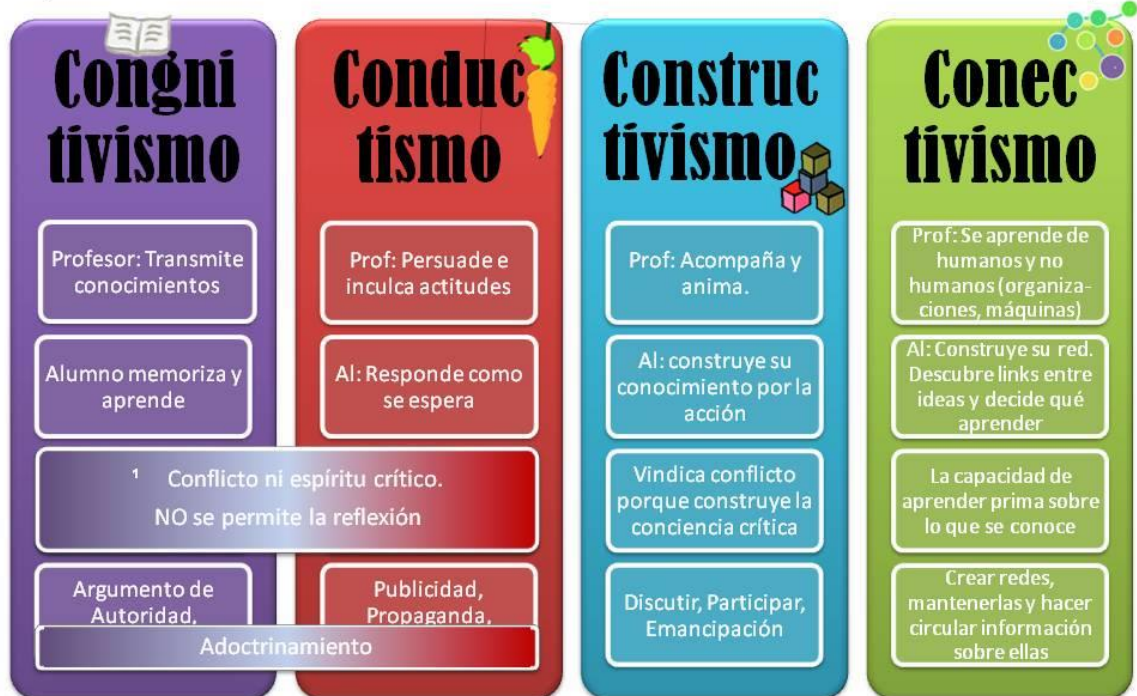 Congni
tivismo
Profesor: Transmite
conocimientos
Alumno memoriza y
aprende
Conduc
tismo
Prof: Persuade e
inculca actitudes
Al: Responde como
se espera
¹ Conflicto ni espíritu crítico.
NO se permite la reflexión
Argumento de
Autoridad,
Publicidad,
Propaganda,
Adoctrinamiento
Construc
tivismo
Prof: Acompaña y
anima.
Al: construye su
conocimiento por la
acción
Vindica conflicto
porque construye la
conciencia crítica
Discutir, Participar,
Emancipación
Conec
tivismo
Prof: Se aprende de
humanos y no
humanos (organiza-
ciones, máquinas)
Al: Construye su red.
Descubre links entre
ideas y decide qué
aprender
La capacidad de
aprender prima sobre
lo que se conoce
Crear redes,
mantenerlas y hacer
circular información
sobre ellas